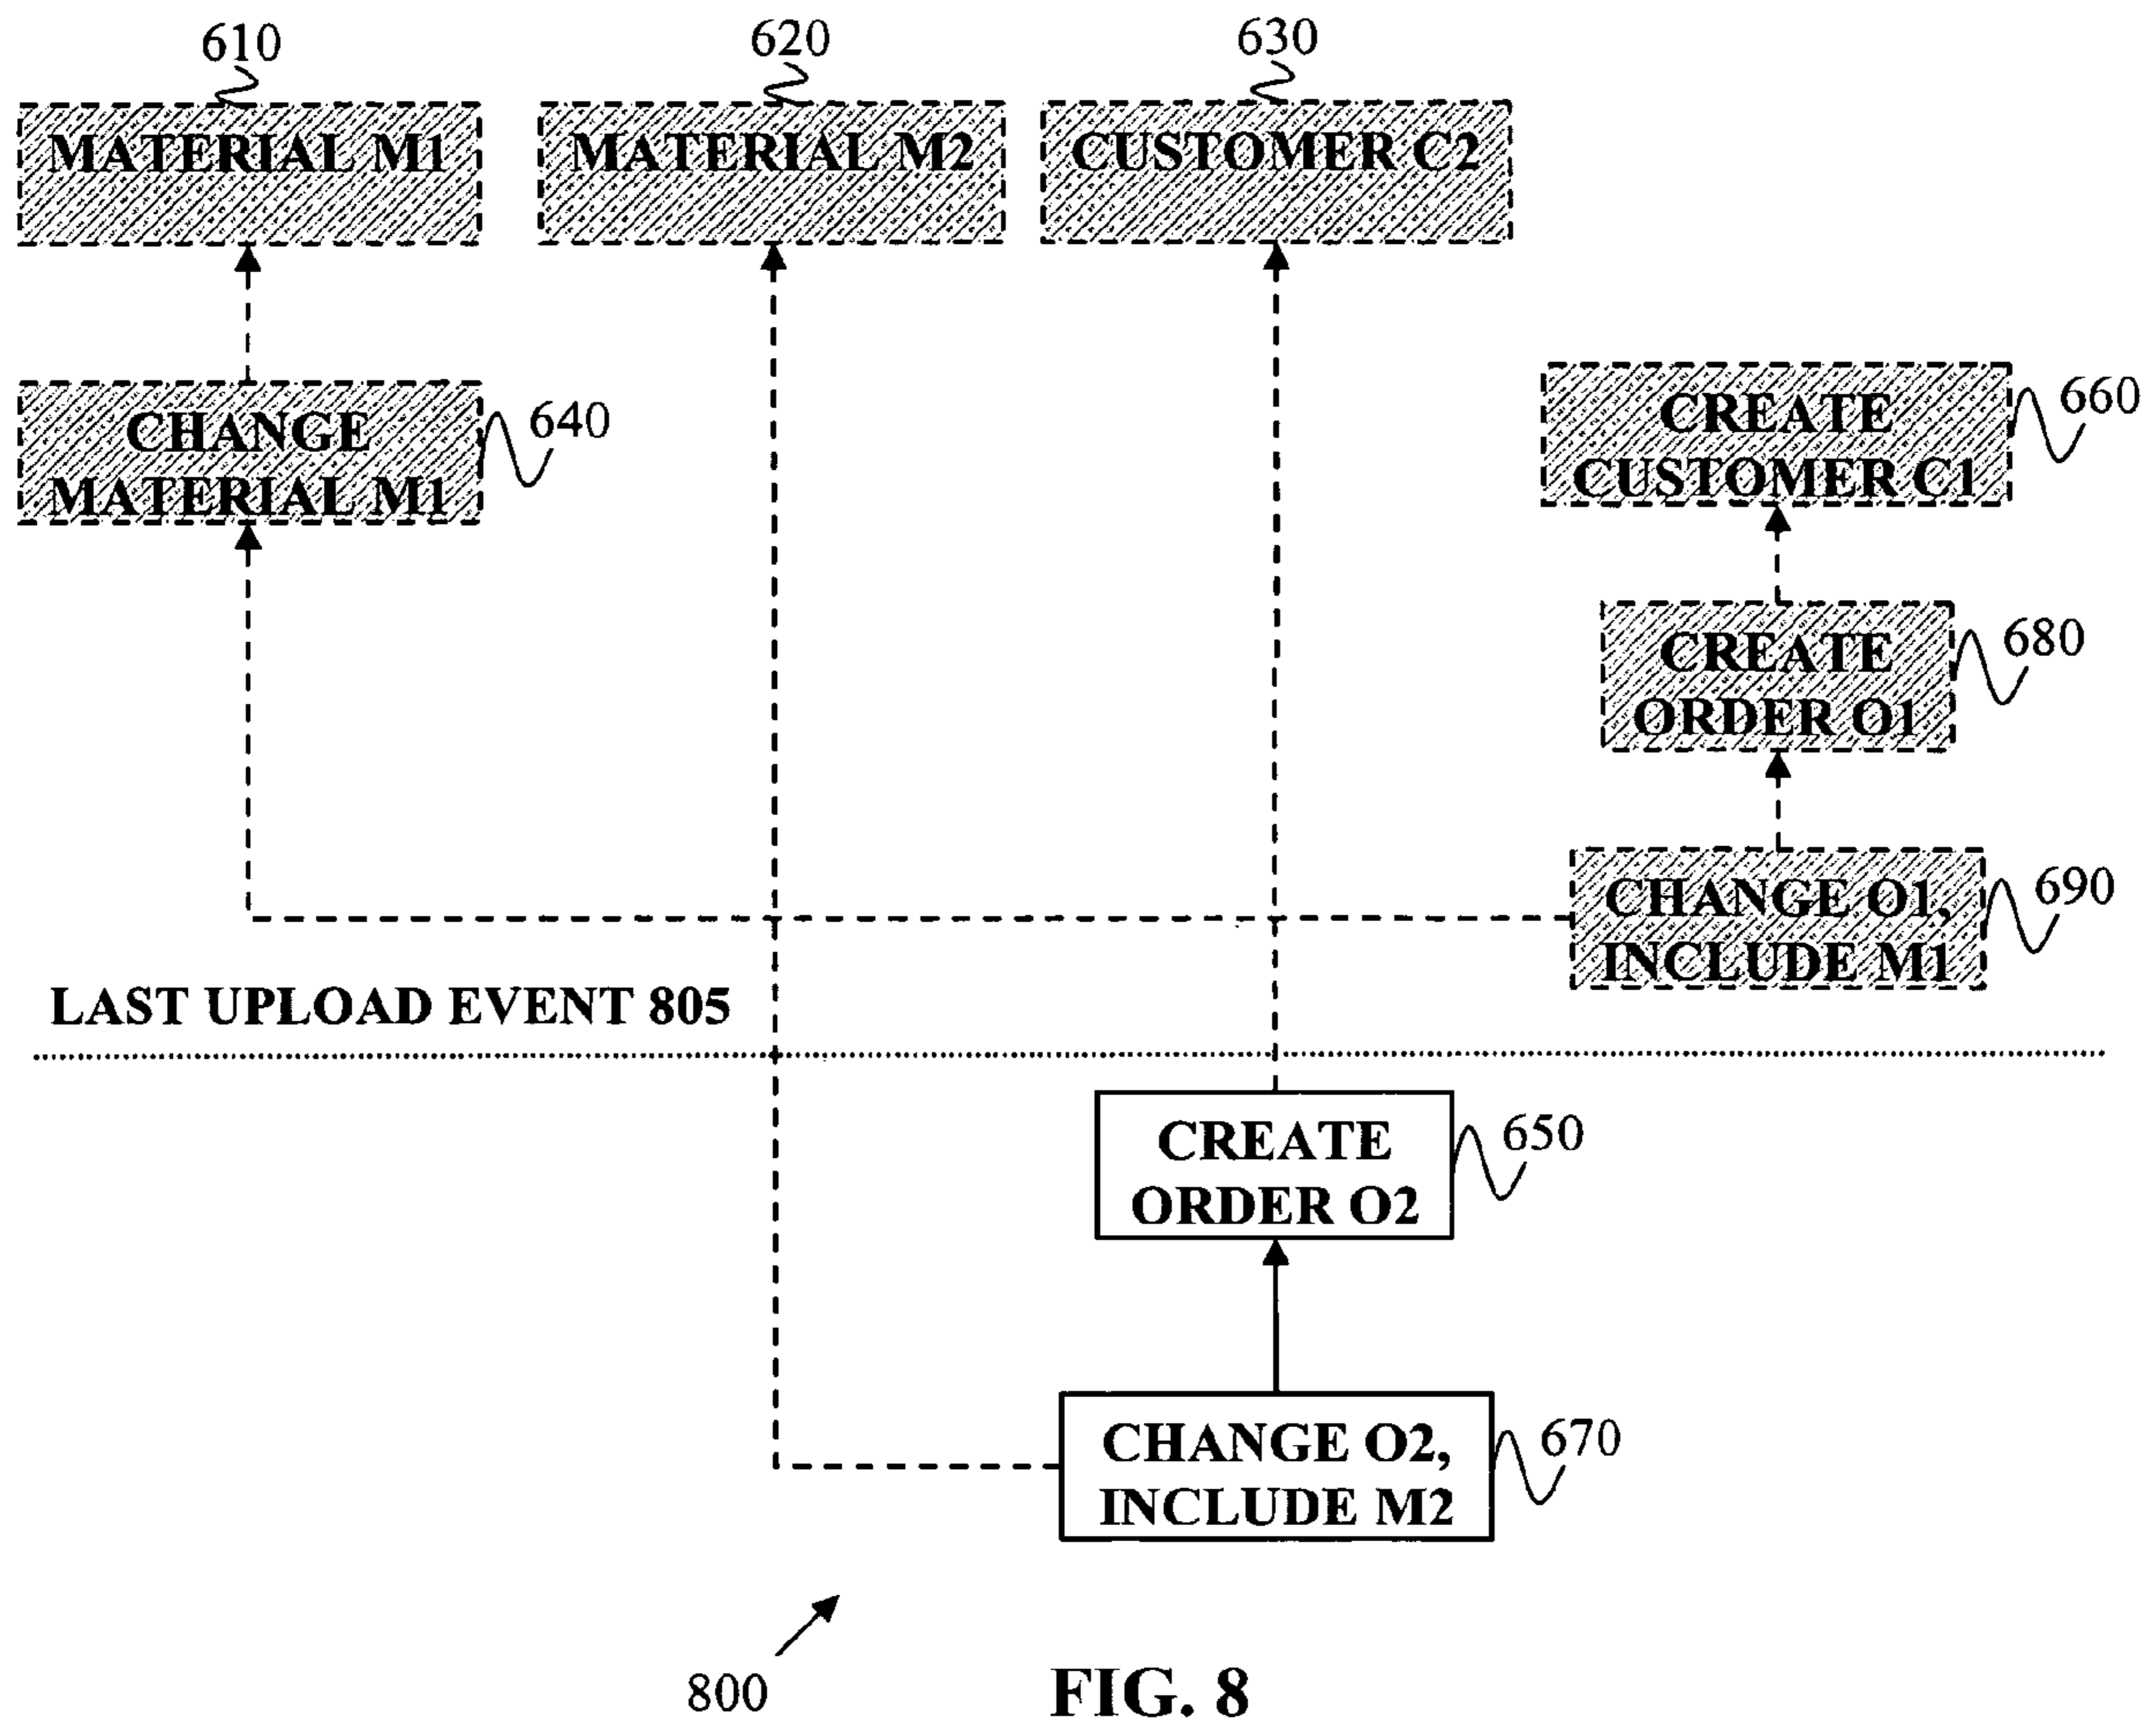 610
620
630
MATERIAL M1
MATERIAL M2
CUSTOMER C2
CHANGE
MATERIAL M1
640
CREATE
CUSTOMER C1
660
CREATE
ORDER O1
680
CHANGE O1,
INCLUDE M1
690
LAST UPLOAD EVENT 805
CREATE
ORDER O2
650
CHANGE O2,
INCLUDE M2
670
800
FIG. 8